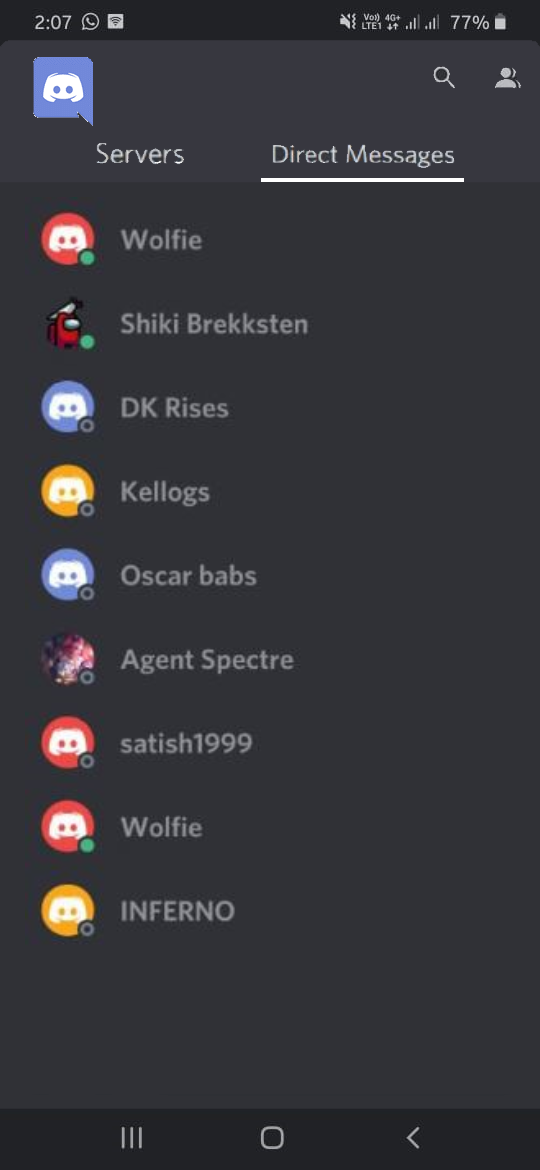 2:07 Vo) LTE1 4G+ 77%
Servers Direct Messages
Wolfie
Shiki Brekksten
DK Rises
Kellogs
Oscar babs
Agent Spectre
satish1999
Wolfie
INFERNO